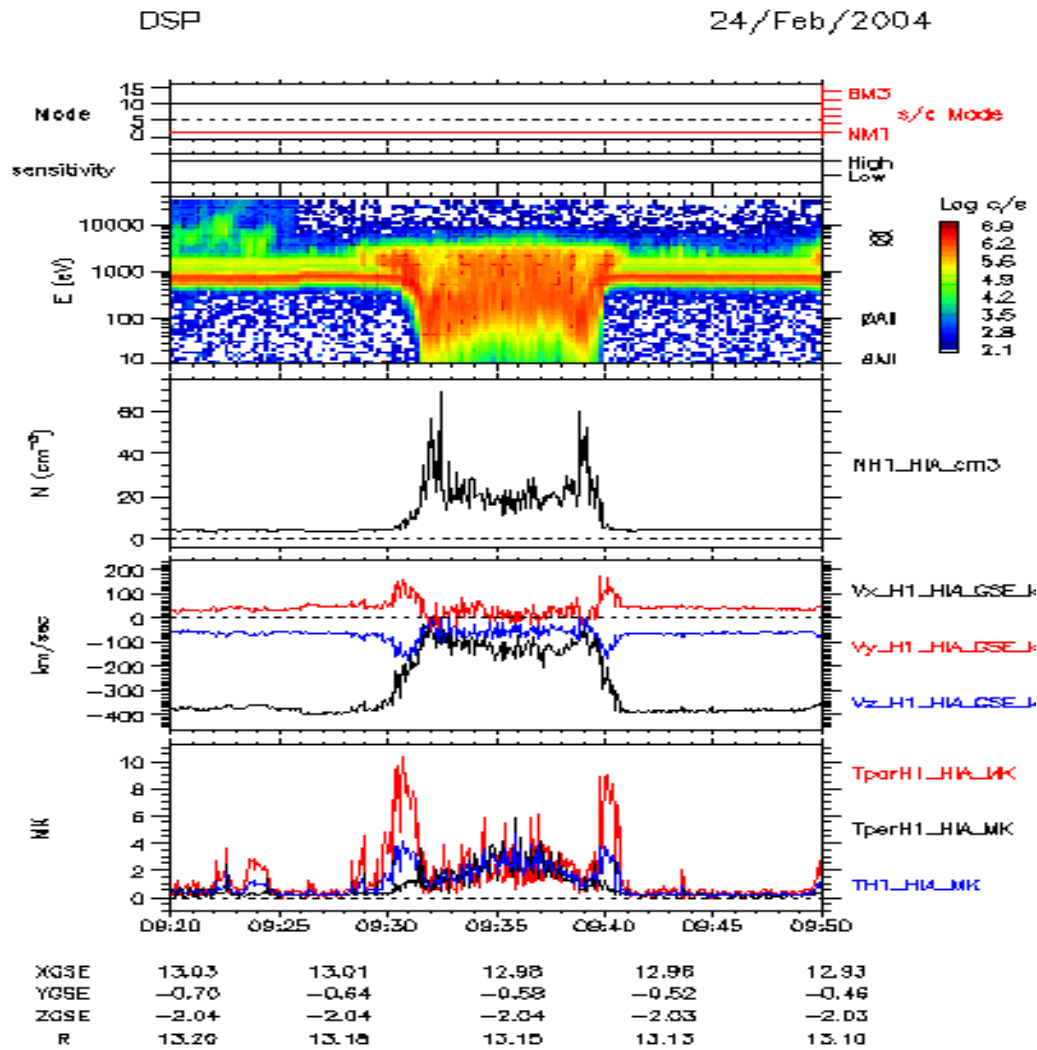 DSP 24/Feb/2004
Mode
15
10
5
0
BM3
s/c Mode
NM1
sensitivity
High
Low
E (eV)
10000
1000
100
10
Log c/e
6.9
6.2
5.6
4.9
4.2
3.5
2.8
2.1
N (cm⁻³)
60
40
20
0
NH1_HIA_cm3
km/sec
200
100
0
-100
-200
-300
-400
Vx_H1_HIA_GSE_k
Vy_H1_HIA_GSE_k
Vz_H1_HIA_GSE_k
MK
10
8
6
4
2
0
TparH1_HIA_MK
TperH1_HIA_MK
TH1_HIA_MK
09:20 09:25 09:30 09:35 09:40 09:45 09:50
XGSE 13.03 13.01 12.98 12.96 12.93
YGSE -0.70 -0.64 -0.58 -0.52 -0.46
ZGSE -2.04 -2.04 -2.04 -2.03 -2.03
R 13.20 13.18 13.15 13.13 13.10